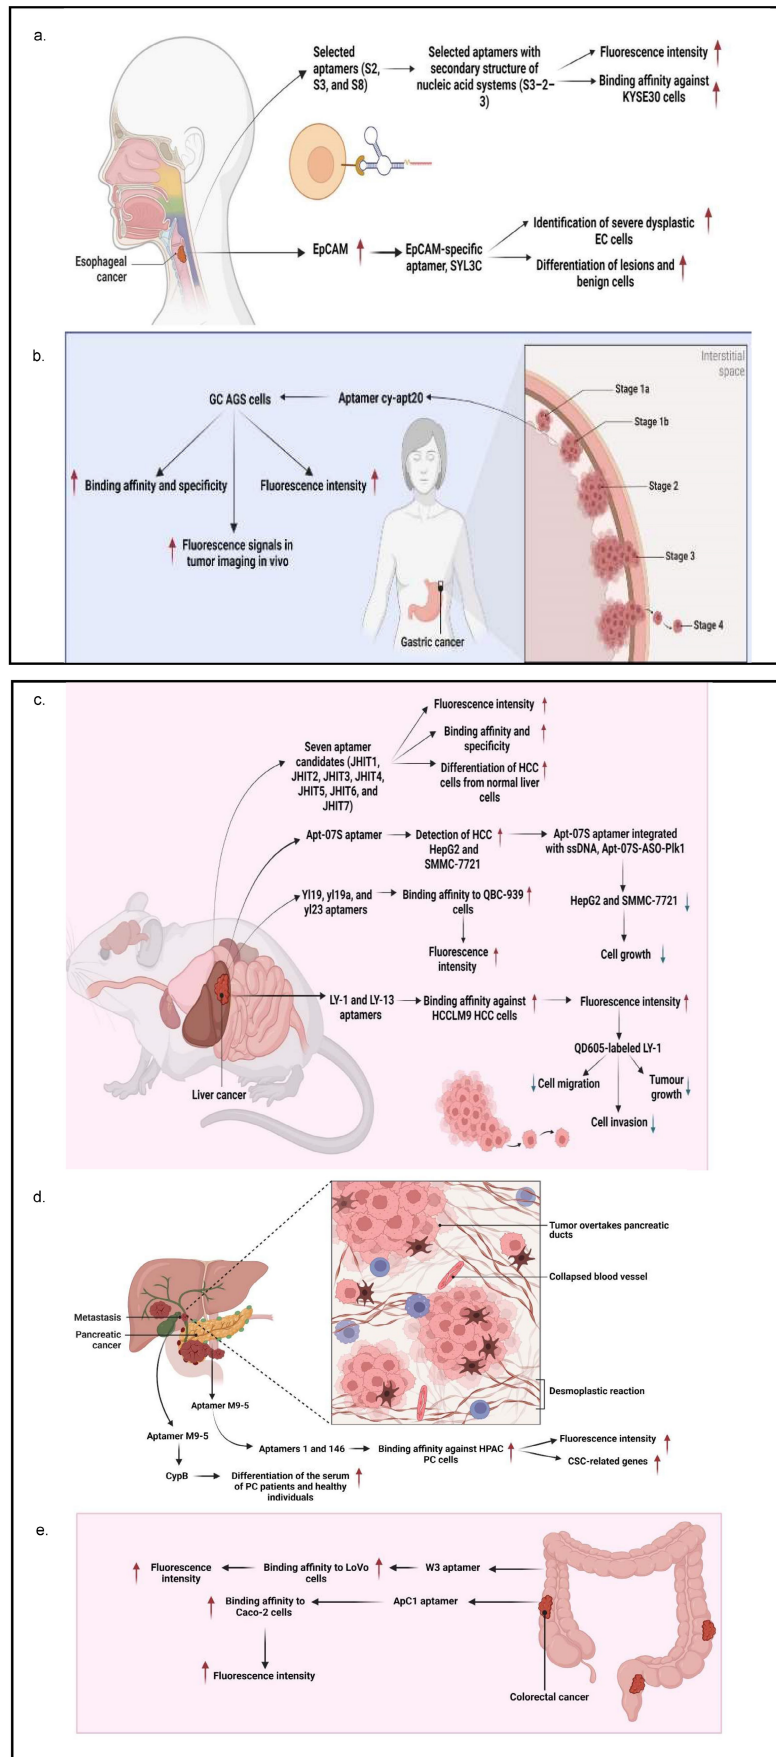 a.
Selected
aptamers (S2,
S3, and S8)
Selected aptamers with
secondary structure of
nucleic acid systems (S3-2-
3)
Fluorescence intensity
Binding affinity against
KYSE30 cells
Esophageal
cancer
EpCAM
EpCAM-specific
aptamer, SYL3C
Identification of severe dysplastic
EC cells
Differentiation of lesions and
benign cells
b.
GC AGS cells
Aptamer cy-apt20
Binding affinity and specificity
Fluorescence intensity
Fluorescence signals in
tumor imaging in vivo
Gastric cancer
Interstitial
space
Stage 1a
Stage 1b
Stage 2
Stage 3
Stage 4
c.
Seven aptamer
candidates (JHIT1,
JHIT2, JHIT3, JHIT4,
JHIT5, JHIT6, and
JHIT7)
Fluorescence
intensity
Binding affinity and
specificity
Differentiation of HCC
cells from normal liver
cells
Apt-07S aptamer
Detection of HCC
HepG2 and
SMMC-7721
Apt-07S aptamer integrated
with ssDNA, Apt-07S-ASO-Plk1
HepG2 and SMMC-7721
Cell growth
Yl19, yl19a, and
yl23 aptamers
Binding affinity to QBC-939
cells
Fluorescence
intensity
LY-1 and LY-13
aptamers
Binding affinity against
HCCLM9 HCC cells
Fluorescence intensity
QD605-labeled LY-1
Cell migration
Tumour
growth
Cell invasion
Liver cancer
d.
Tumor overtakes pancreatic
ducts
Collapsed blood vessel
Desmoplastic reaction
Metastasis
Pancreatic
cancer
Aptamer M9-5
Aptamer M9-5
Aptamers 1 and 146
Binding affinity against HPAC
PC cells
Fluorescence intensity
CSC-related genes
CypB
Differentiation of the serum
of PC patients and healthy
individuals
e.
Fluorescence
intensity
Binding affinity to LoVo
cells
W3 aptamer
Binding affinity to
Caco-2 cells
ApC1 aptamer
Fluorescence intensity
Colorectal cancer